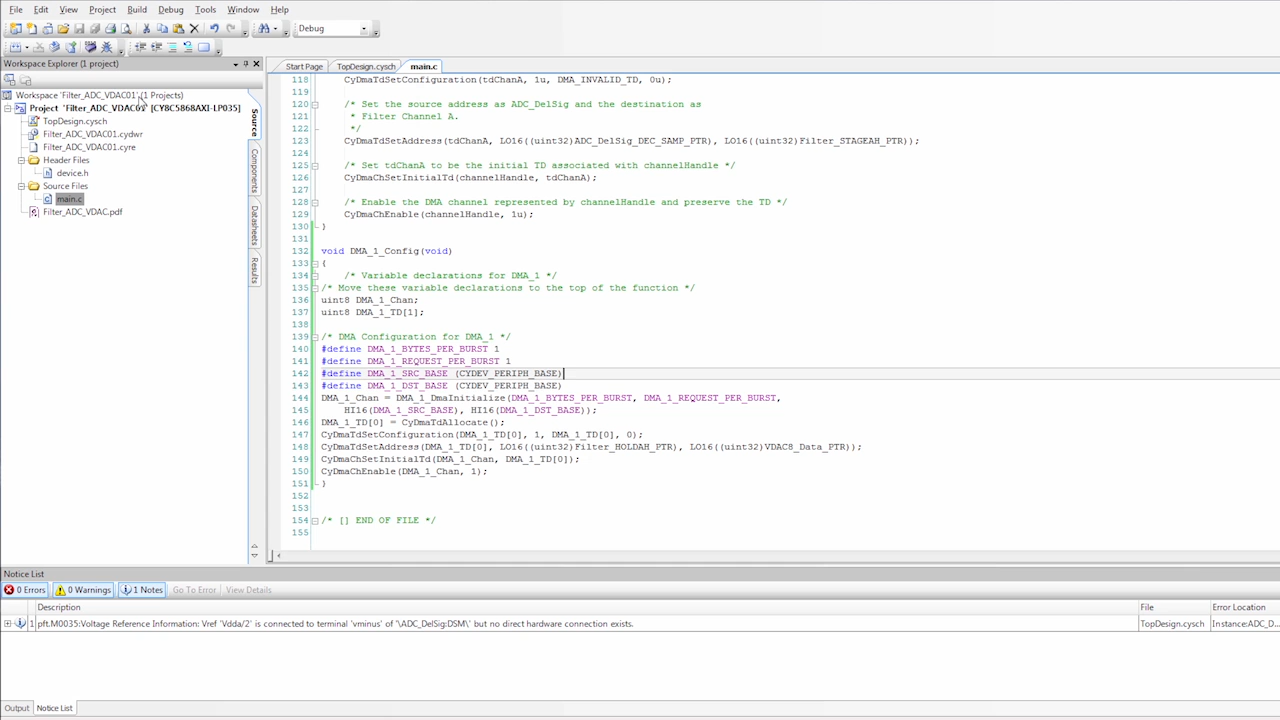 File Edit View Project Build Debug Tools Window Help
Debug
Workspace Explorer (1 project)
Workspace 'Filter_ADC_VDAC01' (1 Projects)
Project 'Filter_ADC_VDAC01' [CY8C5868AXI-LP035]
TopDesign.cysch
Filter_ADC_VDAC01.cydwr
Filter_ADC_VDAC01.cyre
Header Files
device.h
Source Files
main.c
Filter_ADC_VDAC.pdf
Source
Components
Datasheets
Results
Start Page TopDesign.cysch main.c
118 CyDmaTdSetConfiguration(tdChanA, 1u, DMA_INVALID_TD, 0u);
119
120 /* Set the source address as ADC_DelSig and the destination as
121 * Filter Channel A.
122 */
123 CyDmaTdSetAddress(tdChanA, LO16((uint32)ADC_DelSig_DEC_SAMP_PTR), LO16((uint32)Filter_STAGEAH_PTR));
124
125 /* Set tdChanA to be the initial TD associated with channelHandle */
126 CyDmaChSetInitialTd(channelHandle, tdChanA);
127
128 /* Enable the DMA channel represented by channelHandle and preserve the TD */
129 CyDmaChEnable(channelHandle, 1u);
130 }
131
132 void DMA_1_Config(void)
133 {
134 /* Variable declarations for DMA_1 */
135 /* Move these variable declarations to the top of the function */
136 uint8 DMA_1_Chan;
137 uint8 DMA_1_TD[1];
138
139 /* DMA Configuration for DMA_1 */
140 #define DMA_1_BYTES_PER_BURST 1
141 #define DMA_1_REQUEST_PER_BURST 1
142 #define DMA_1_SRC_BASE (CYDEV_PERIPH_BASE)
143 #define DMA_1_DST_BASE (CYDEV_PERIPH_BASE)
144 DMA_1_Chan = DMA_1_DmaInitialize(DMA_1_BYTES_PER_BURST, DMA_1_REQUEST_PER_BURST,
145 HI16(DMA_1_SRC_BASE), HI16(DMA_1_DST_BASE));
146 DMA_1_TD[0] = CyDmaTdAllocate();
147 CyDmaTdSetConfiguration(DMA_1_TD[0], 1, DMA_1_TD[0], 0);
148 CyDmaTdSetAddress(DMA_1_TD[0], LO16((uint32)Filter_HOLDAH_PTR), LO16((uint32)VDAC8_Data_PTR));
149 CyDmaChSetInitialTd(DMA_1_Chan, DMA_1_TD[0]);
150 CyDmaChEnable(DMA_1_Chan, 1);
151 }
152
153
154 /* [] END OF FILE */
155
Notice List
0 Errors 0 Warnings 1 Notes Go To Error View Details
Description File Error Location
1 pft.M0035:Voltage Reference Information: Vref 'Vdda/2' is connected to terminal 'vminus' of '\ADC_DelSig:DSM\' but no direct hardware connection exists. TopDesign.cysch Instance:ADC_D...
Output Notice List